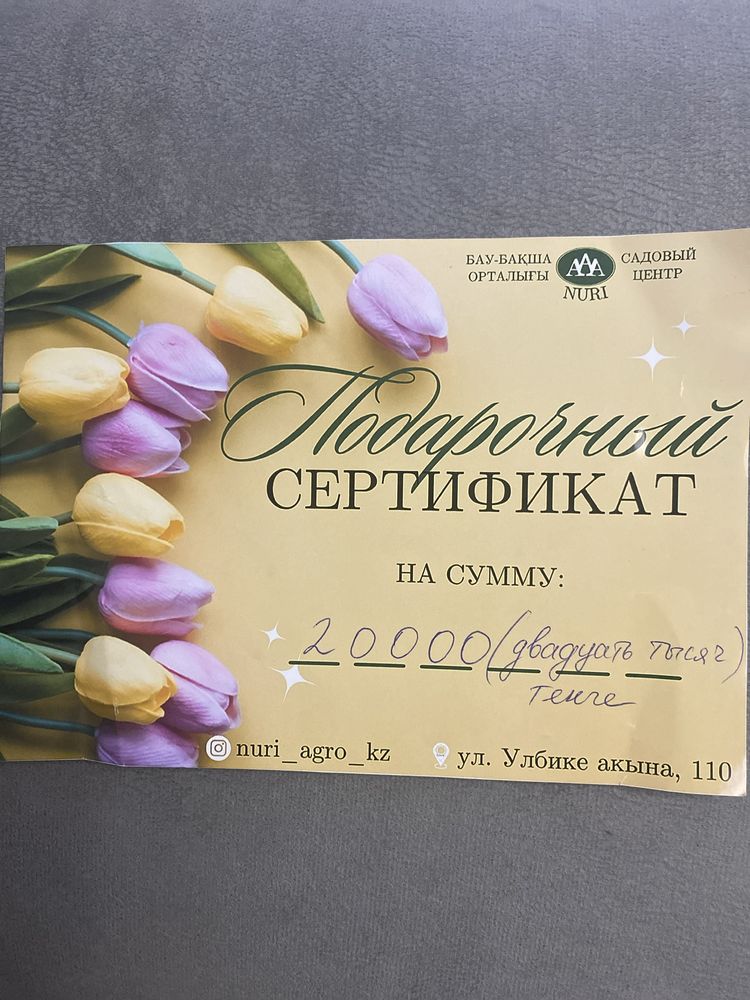 БАУ-БАҚША ОРТАЛЫҒЫ
NURI
САДОВЫЙ ЦЕНТР
Подарочный
СЕРТИФИКАТ
НА СУММУ:
20000 (двадцать тысяч)
тенге
nuri_agro_kz
ул. Улбике акына, 110